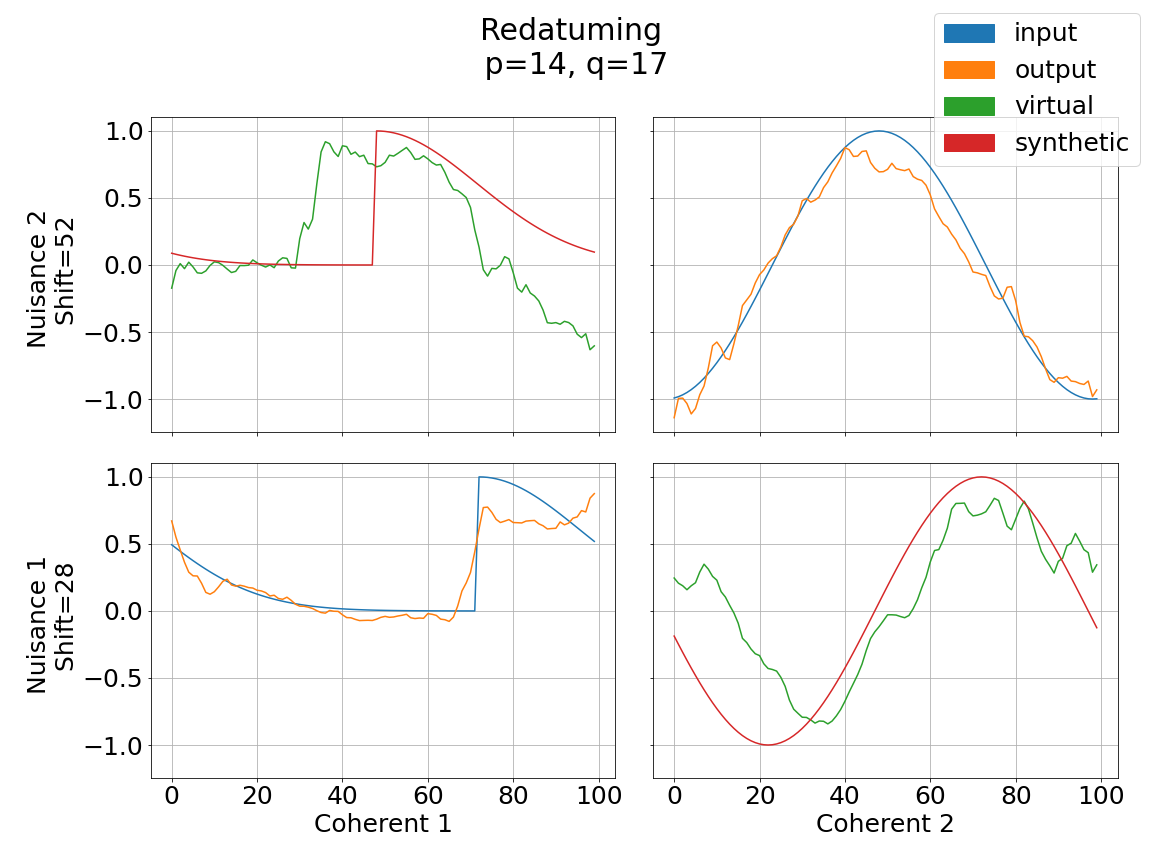 Redatuming
p=14, q=17
input
output
virtual
synthetic
1.0
0.5
0.0
−0.5
−1.0
Nuisance 2
Shift=52
1.0
0.5
0.0
−0.5
−1.0
Nuisance 1
Shift=28
0 20 40 60 80 100
Coherent 1
0 20 40 60 80 100
Coherent 2